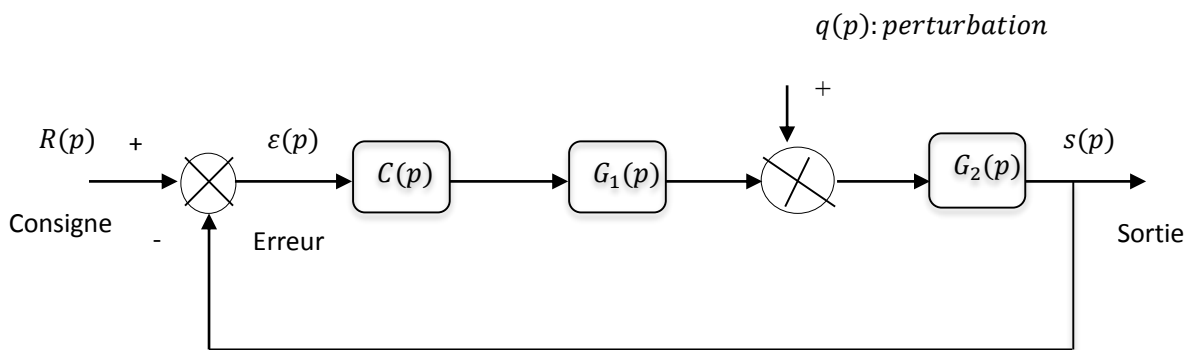 q(p): perturbation
+
R(p) + ε(p) C(p) G₁(p) G₂(p) s(p)
Consigne - Erreur Sortie